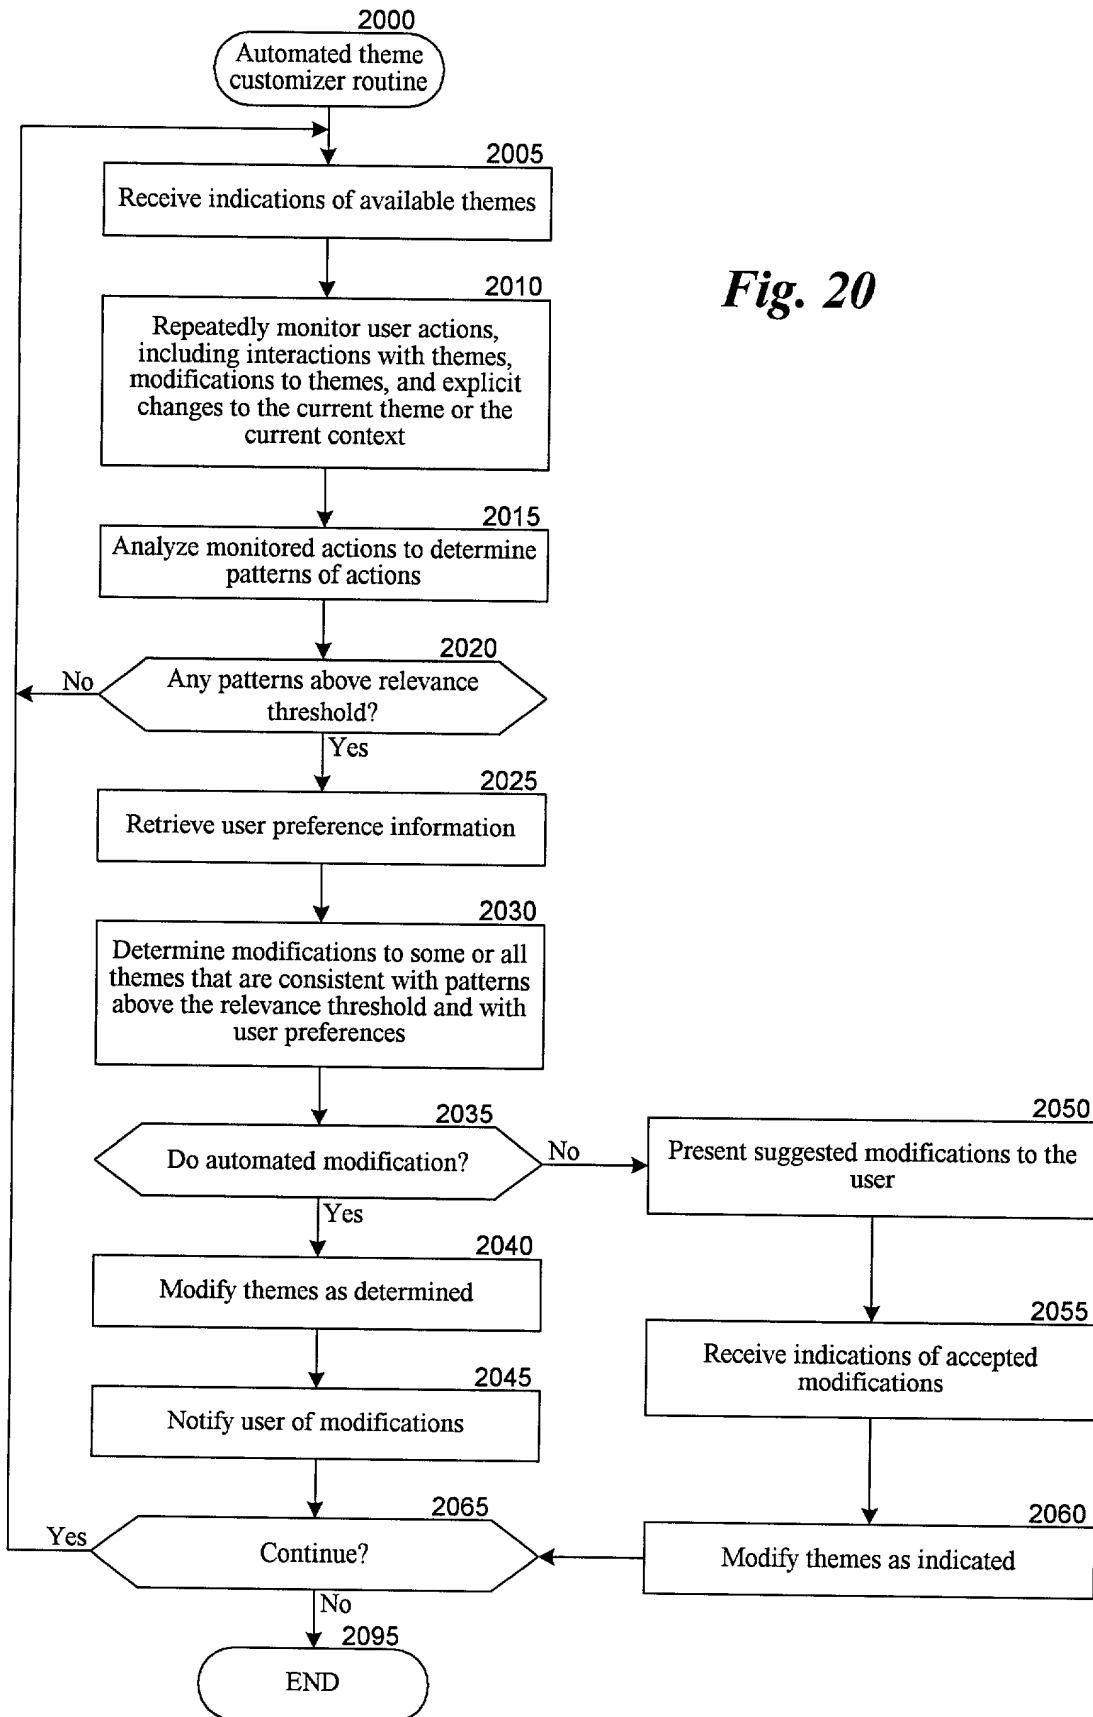 2000
Automated theme
customizer routine
2005
Receive indications of available themes
Fig. 20
2010
Repeatedly monitor user actions,
including interactions with themes,
modifications to themes, and explicit
changes to the current theme or the
current context
2015
Analyze monitored actions to determine
patterns of actions
2020
No
Any patterns above relevance
threshold?
Yes
2025
Retrieve user preference information
2030
Determine modifications to some or all
themes that are consistent with patterns
above the relevance threshold and with
user preferences
2035
Do automated modification?
No
Yes
2050
Present suggested modifications to the
user
2040
Modify themes as determined
2055
Receive indications of accepted
modifications
2045
Notify user of modifications
2065
Yes
Continue?
No
2060
Modify themes as indicated
2095
END